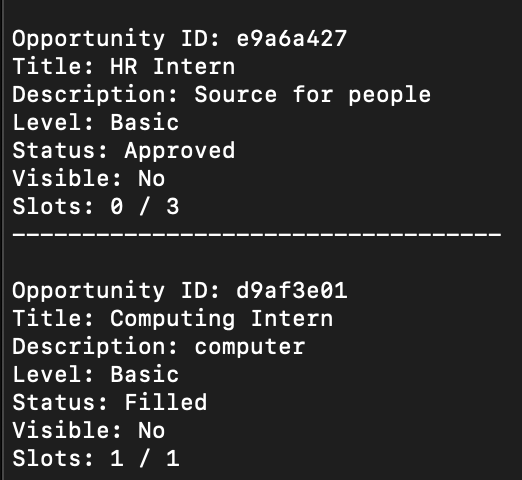 Opportunity ID: e9a6a427
Title: HR Intern
Description: Source for people
Level: Basic
Status: Approved
Visible: No
Slots: 0 / 3
-----------------------------------
Opportunity ID: d9af3e01
Title: Computing Intern
Description: computer
Level: Basic
Status: Filled
Visible: No
Slots: 1 / 1